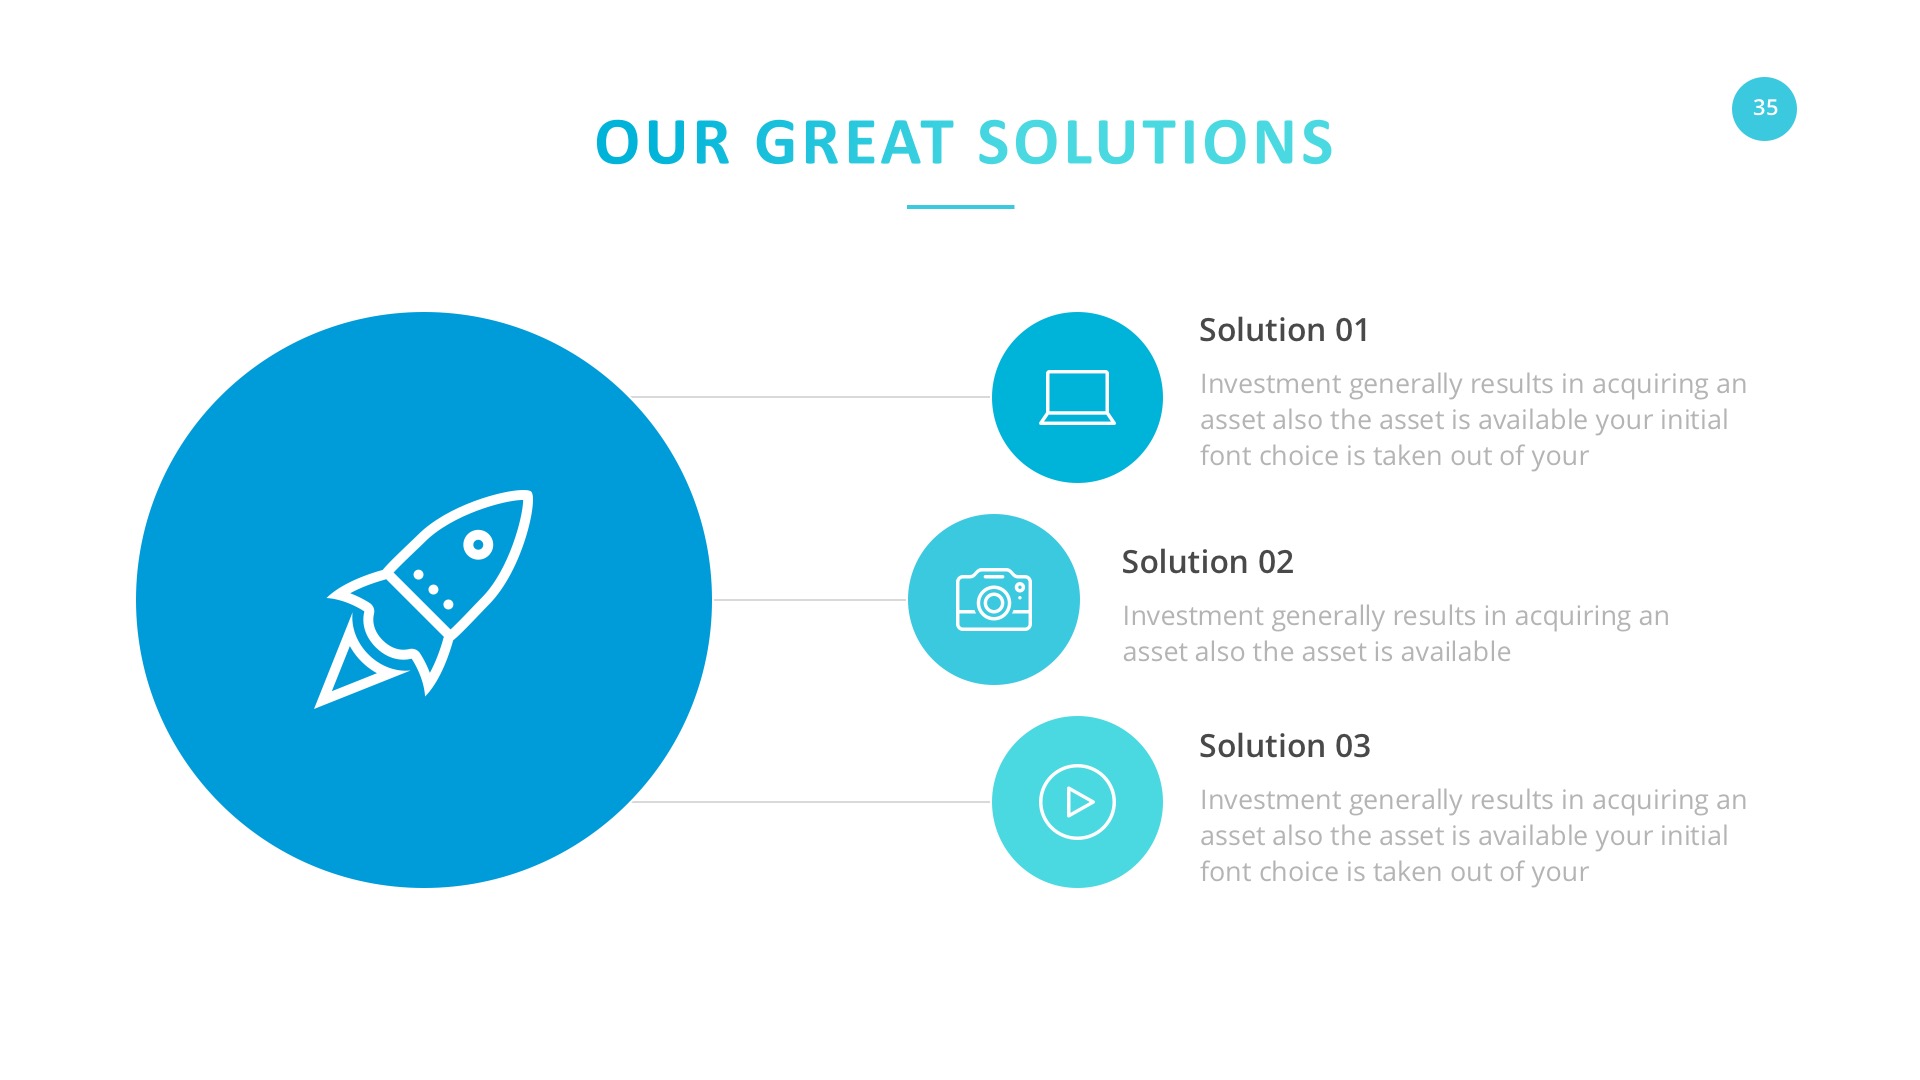 OUR GREAT SOLUTIONS
35
Solution 01
Investment generally results in acquiring an
asset also the asset is available your initial
font choice is taken out of your
Solution 02
Investment generally results in acquiring an
asset also the asset is available
Solution 03
Investment generally results in acquiring an
asset also the asset is available your initial
font choice is taken out of your